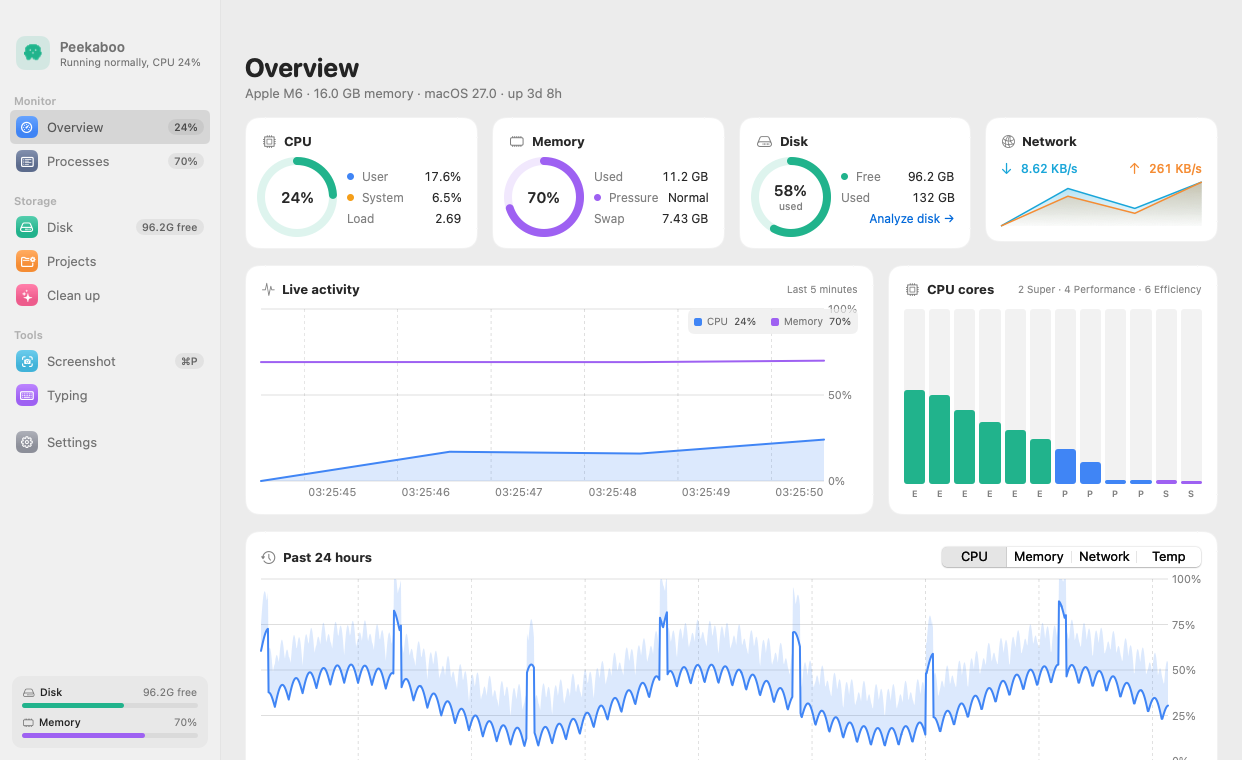 Peekaboo
Running normally, CPU 24%
Monitor
Overview 24%
Processes 70%
Storage
Disk 96.2G free
Projects
Clean up
Tools
Screenshot ⌘P
Typing
Settings
Disk 96.2G free
Memory 70%
Overview
Apple M6 · 16.0 GB memory · macOS 27.0 · up 3d 8h
CPU
24%
User 17.6%
System 6.5%
Load 2.69
Memory
70%
Used 11.2 GB
Pressure Normal
Swap 7.43 GB
Disk
58%
used
Free 96.2 GB
Used 132 GB
Analyze disk →
Network
↓ 8.62 KB/s ↑ 261 KB/s
Live activity Last 5 minutes
100%
CPU 24% Memory 70%
50%
0%
03:25:45 03:25:46 03:25:47 03:25:48 03:25:49 03:25:50
CPU cores 2 Super · 4 Performance · 6 Efficiency
E E E E E E P P P P S S
Past 24 hours CPU Memory Network Temp
100%
75%
50%
25%
0%